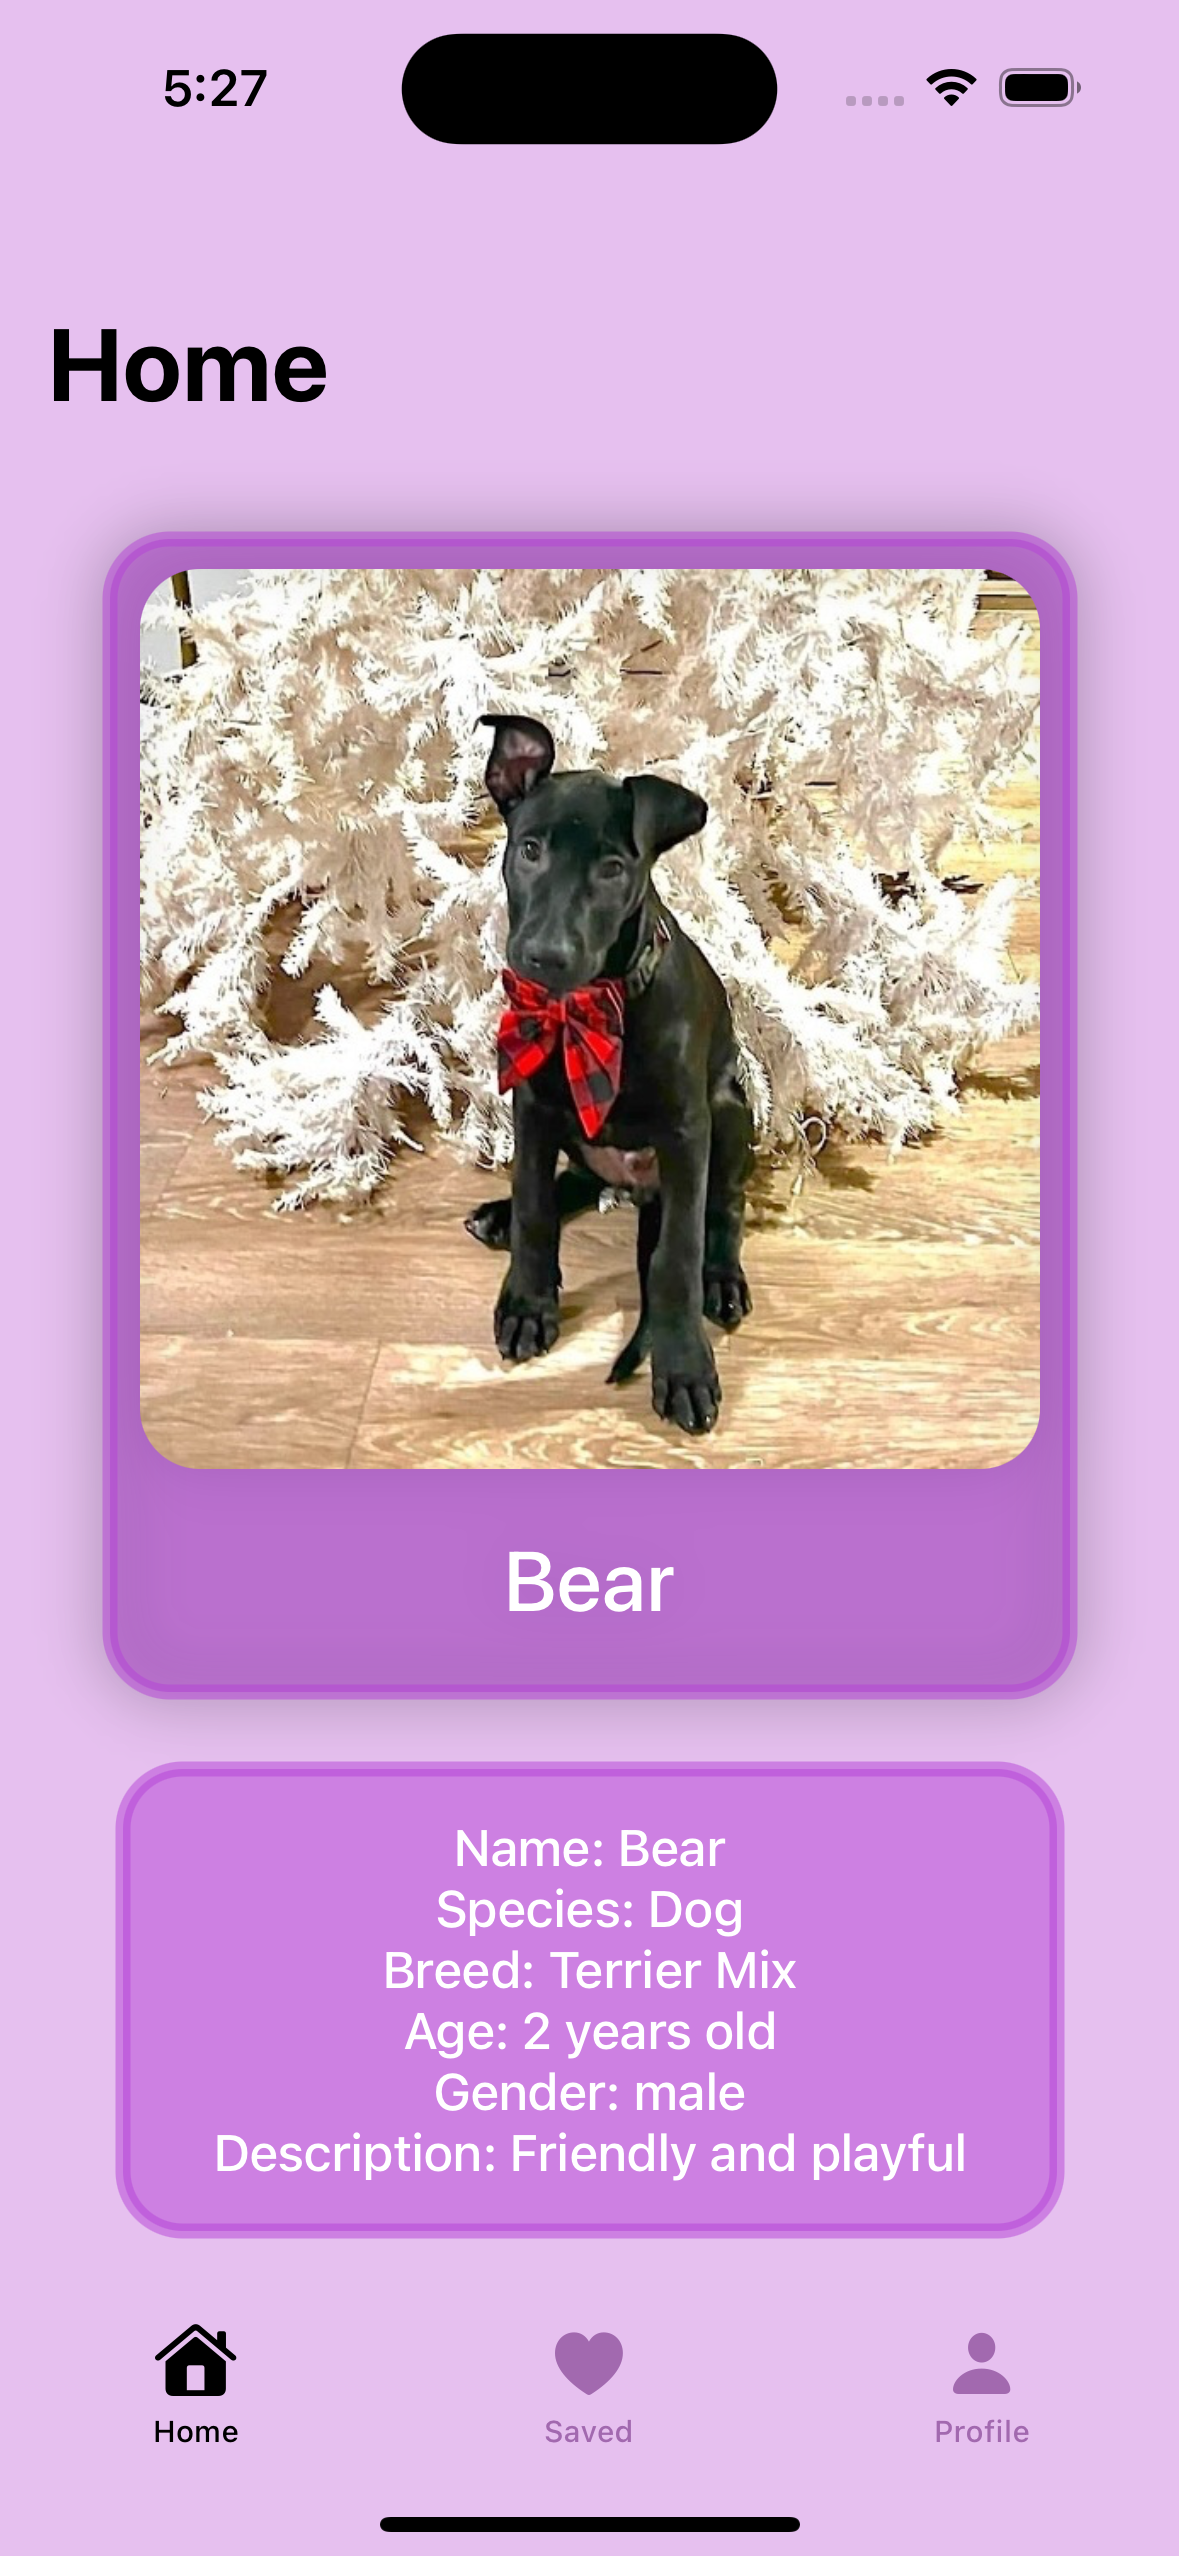 5:27
Home
Bear
Name: Bear
Species: Dog
Breed: Terrier Mix
Age: 2 years old
Gender: male
Description: Friendly and playful
Home
Saved
Profile